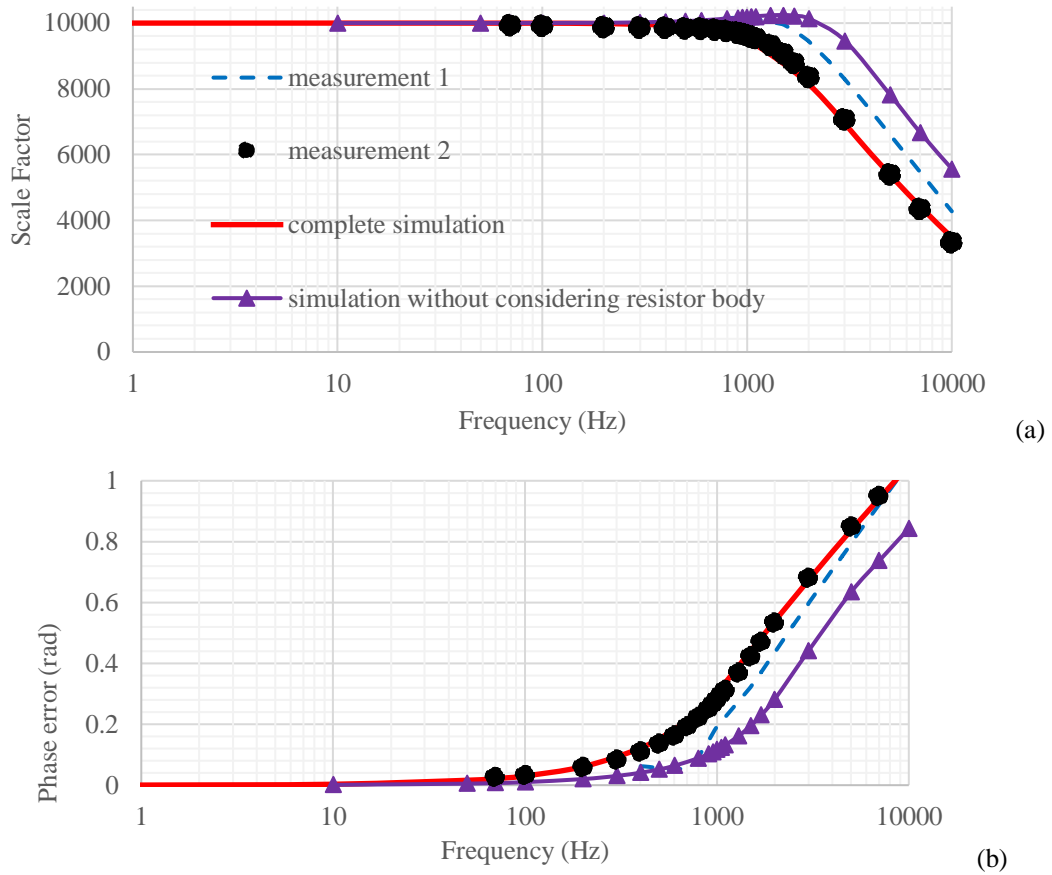 10000
8000
6000
4000
2000
0
Scale Factor
measurement 1
measurement 2
complete simulation
simulation without considering resistor body
1 10 100 1000 10000
Frequency (Hz)
(a)
1
0.8
0.6
0.4
0.2
0
Phase error (rad)
1 10 100 1000 10000
Frequency (Hz)
(b)